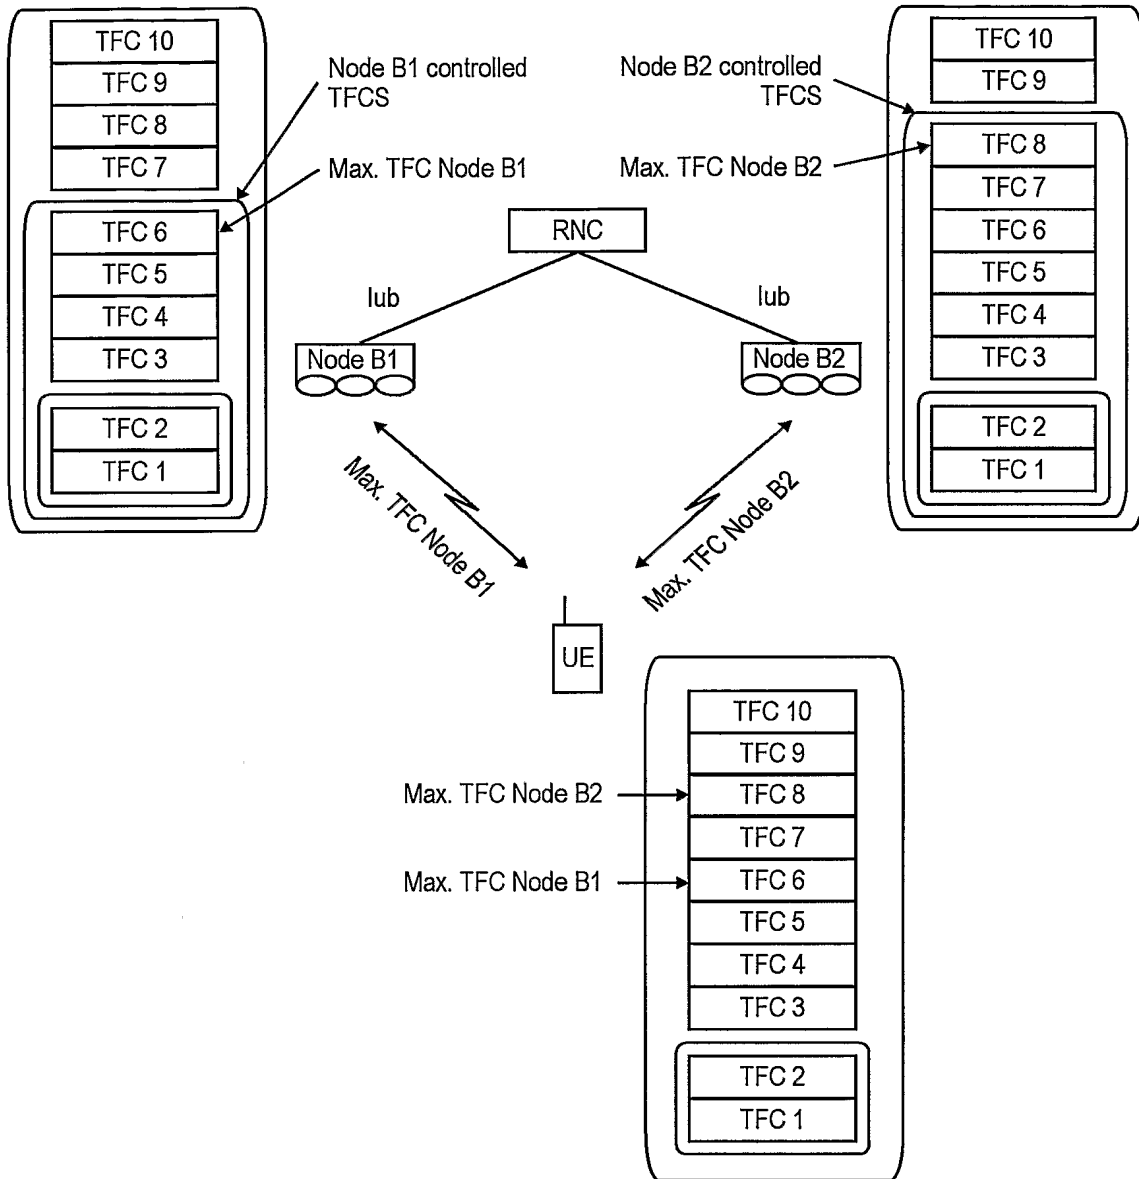 TFC 10
TFC 9
TFC 8
TFC 7
TFC 6
TFC 5
TFC 4
TFC 3
TFC 2
TFC 1
Node B1 controlled
TFCS
Max. TFC Node B1
Node B2 controlled
TFCS
Max. TFC Node B2
TFC 10
TFC 9
TFC 8
TFC 7
TFC 6
TFC 5
TFC 4
TFC 3
TFC 2
TFC 1
RNC
Iub
Iub
Node B1
Node B2
Max. TFC Node B1
Max. TFC Node B2
UE
Max. TFC Node B2
Max. TFC Node B1
TFC 10
TFC 9
TFC 8
TFC 7
TFC 6
TFC 5
TFC 4
TFC 3
TFC 2
TFC 1